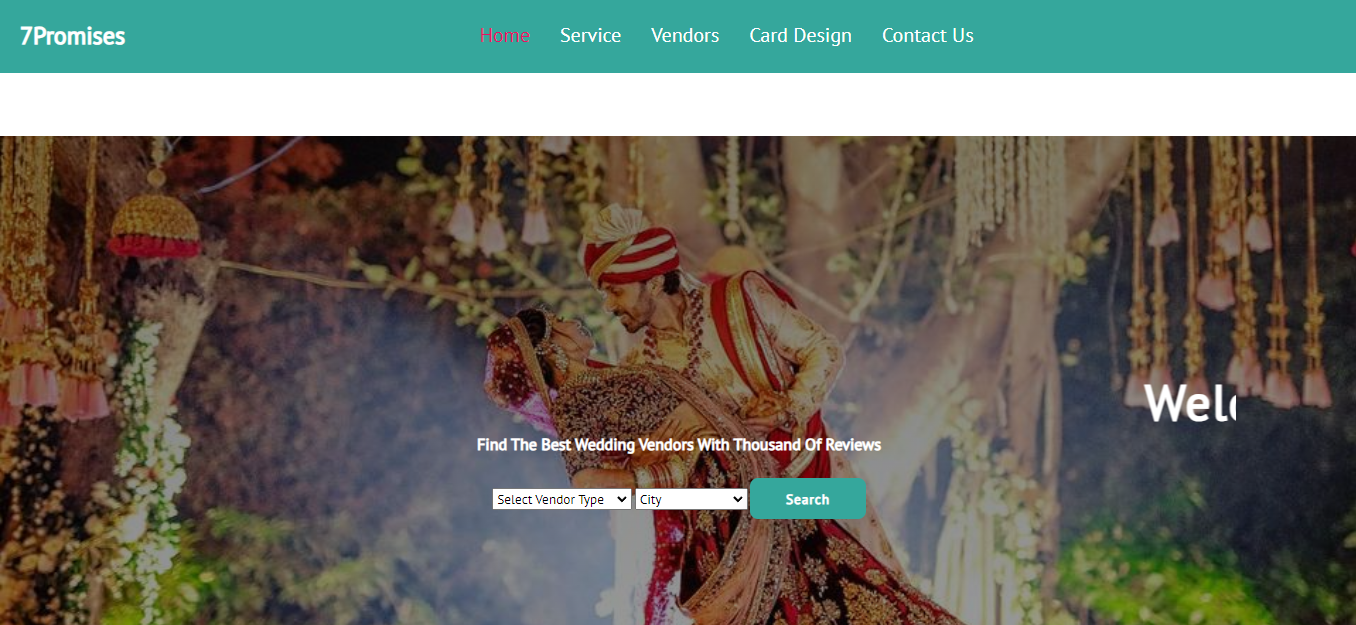 7Promises
Home Service Vendors Card Design Contact Us
Find The Best Wedding Vendors With Thousand Of Reviews
Select Vendor Type City Search